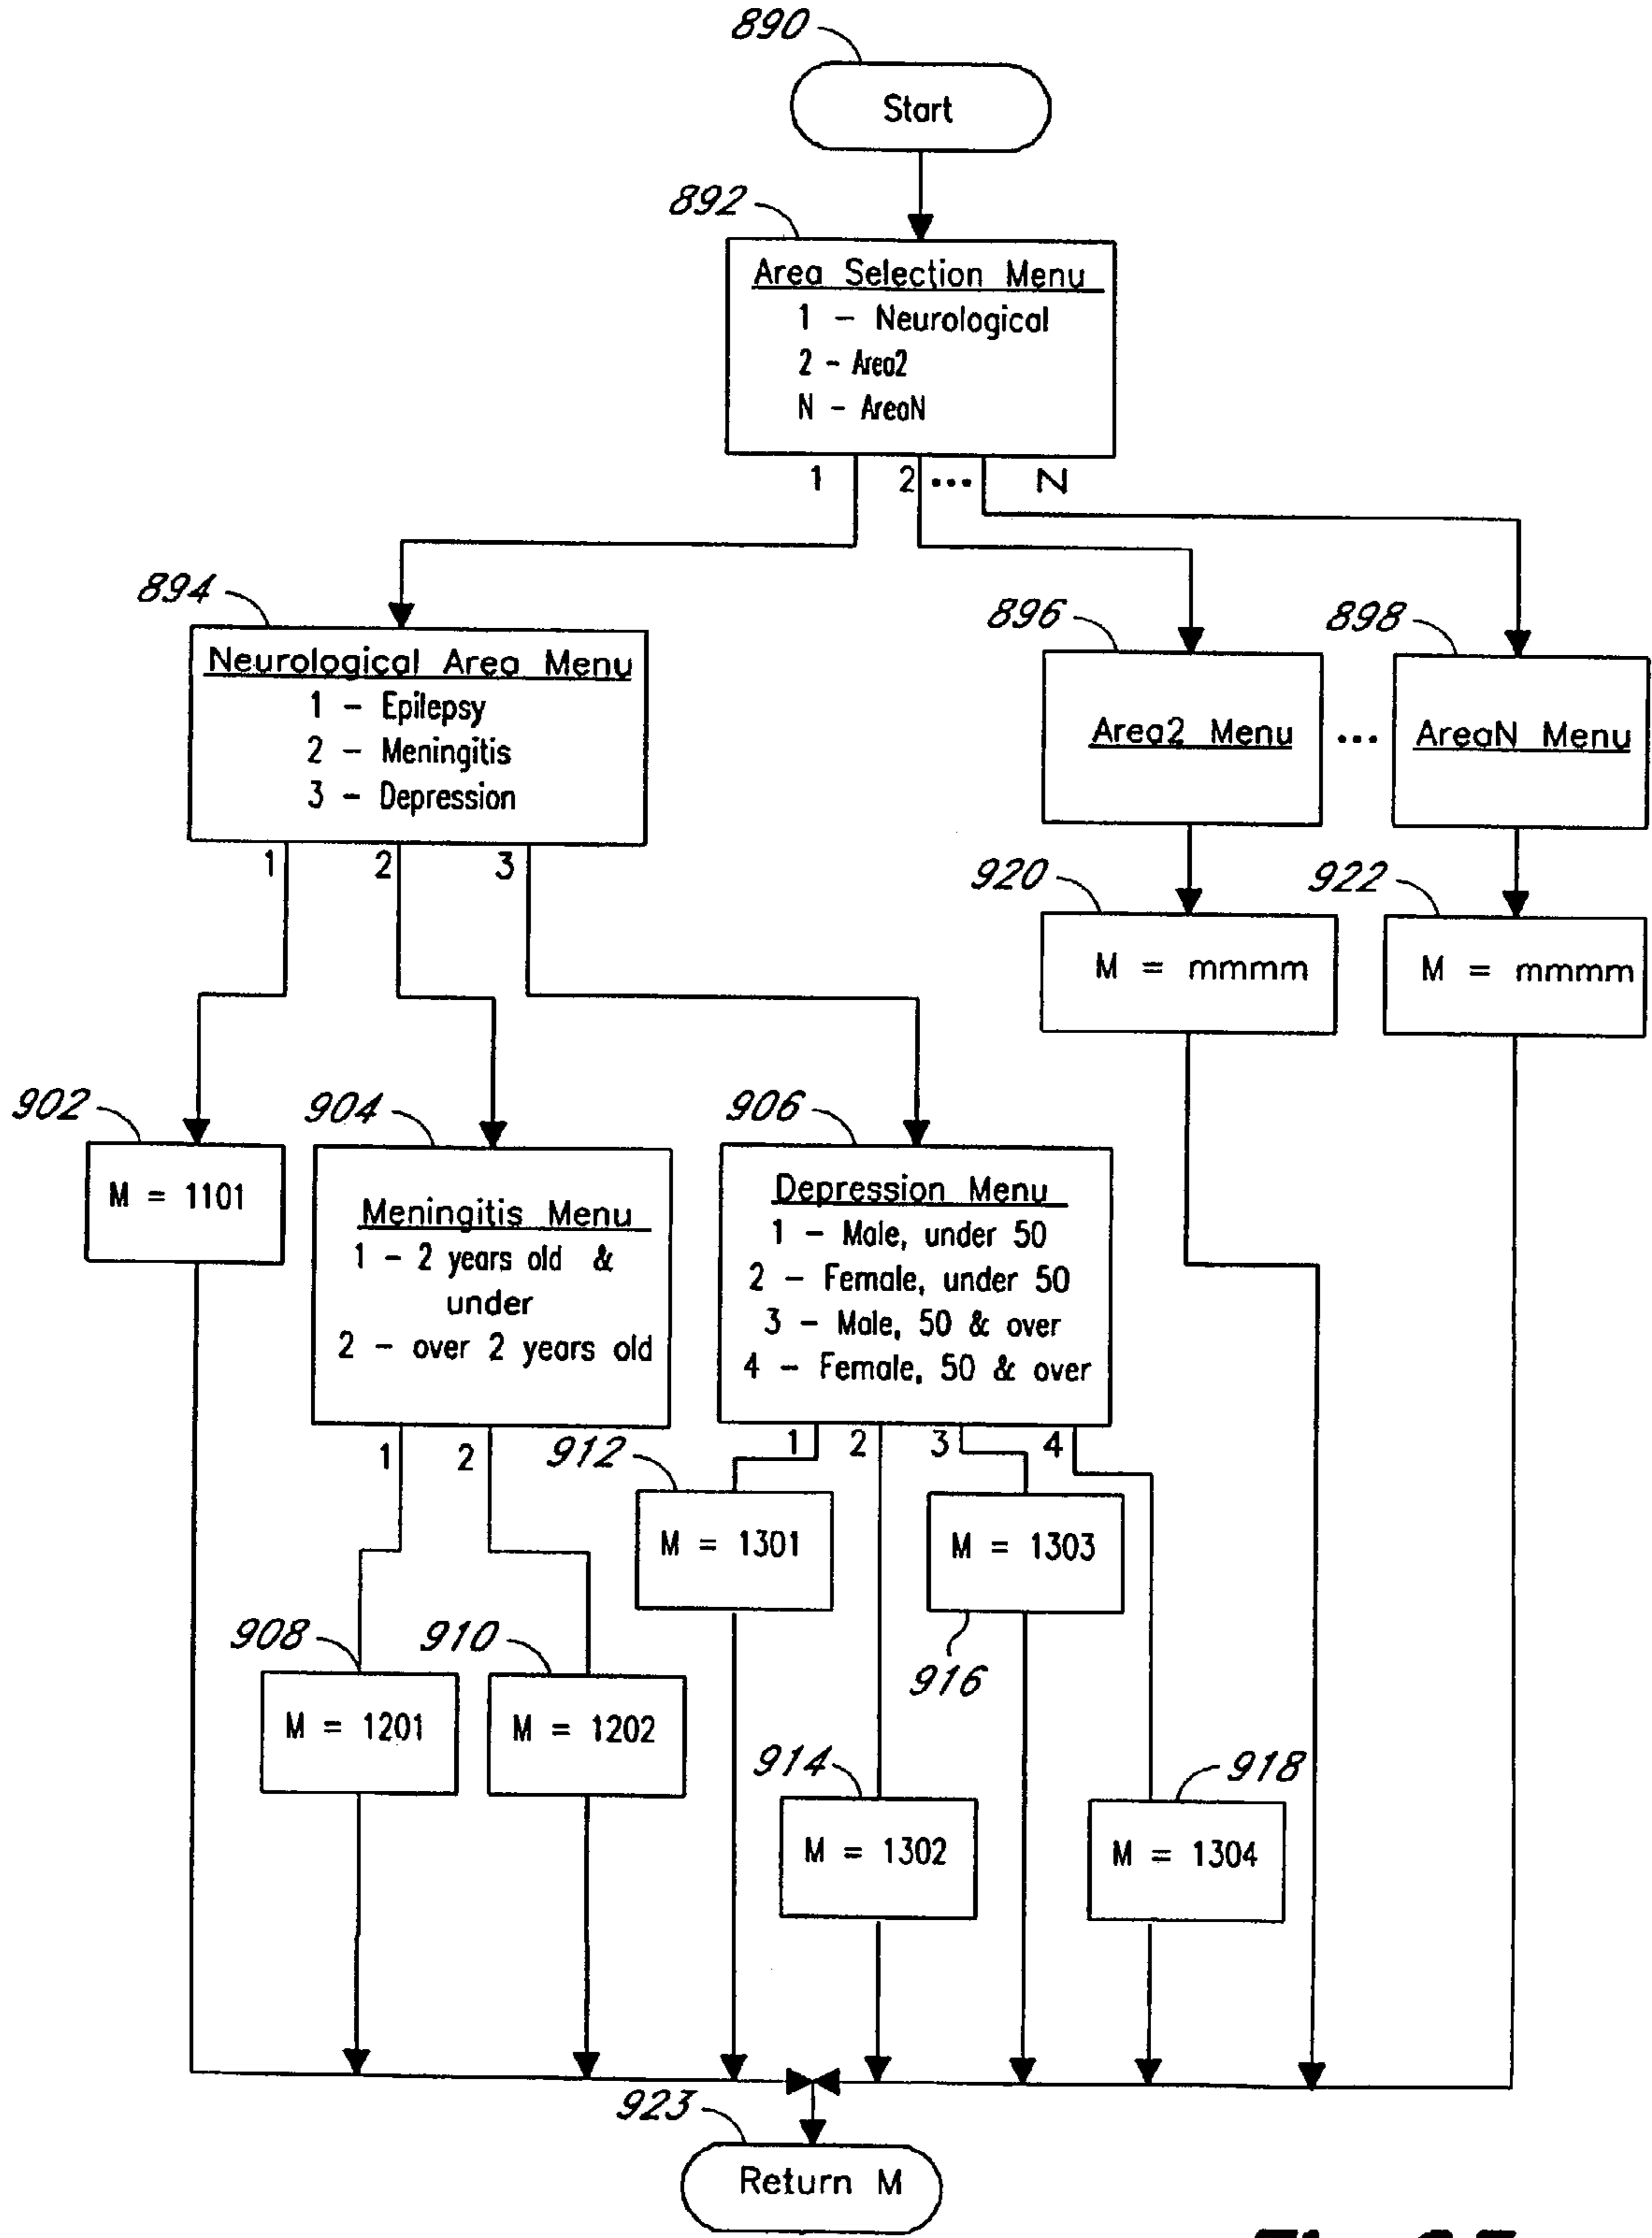 890
Start
892
Area Selection Menu
1 - Neurological
2 - Area2
N - AreaN
1
2
...
N
894
896
898
Neurological Area Menu
1 - Epilepsy
2 - Meningitis
3 - Depression
Area2 Menu
...
AreaN Menu
1
2
3
920
922
M = mmmm
M = mmmm
902
904
906
M = 1101
Meningitis Menu
1 - 2 years old &
under
2 - over 2 years old
Depression Menu
1 - Male, under 50
2 - Female, under 50
3 - Male, 50 & over
4 - Female, 50 & over
1
2
912
1
2
3
4
M = 1301
M = 1303
908
910
916
M = 1201
M = 1202
914
918
M = 1302
M = 1304
923
Return M